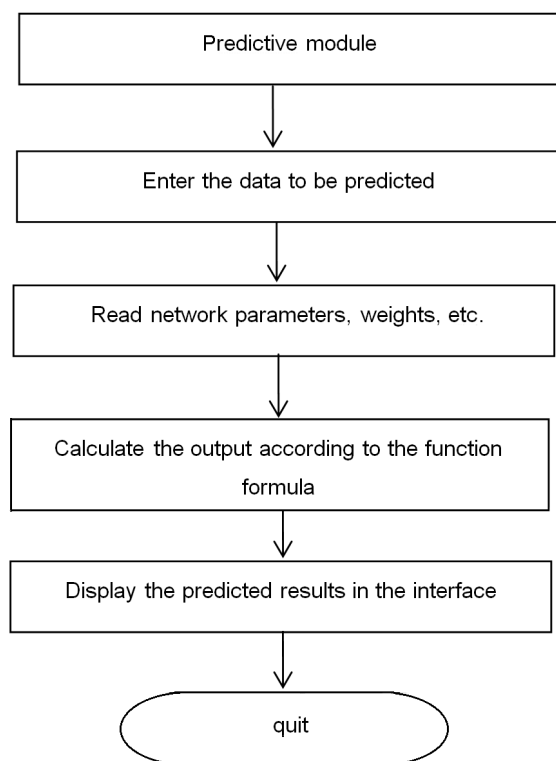 Predictive module
Enter the data to be predicted
Read network parameters, weights, etc.
Calculate the output according to the function
formula
Display the predicted results in the interface
quit